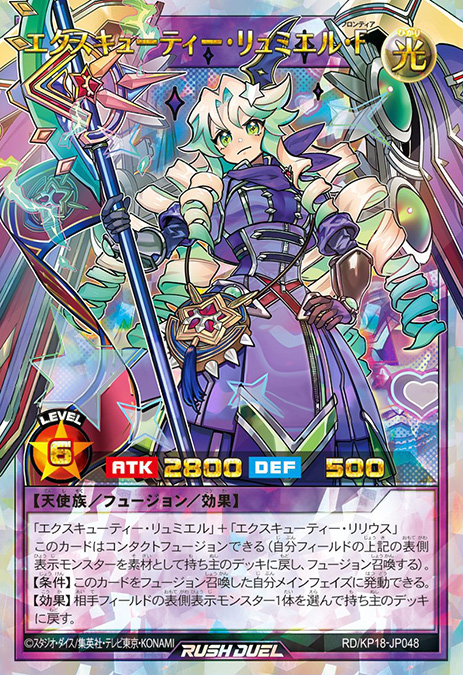 フロンティア
エクスキューティー・リュミエル・F
ひかり
光
LEVEL
6
ATK 2800 DEF 500
【天使族／フュージョン／効果】
「エクスキューティー・リュミエル」＋「エクスキューティー・リリウス」
このカードはコンタクトフュージョンできる（自分フィールドの上記の表側
表示モンスターを素材として持ち主のデッキに戻し、フュージョン召喚する）。
【条件】このカードをフュージョン召喚した自分メインフェイズに発動できる。
【効果】相手フィールドの表側表示モンスター1体を選んで持ち主のデッキ
に戻す。
©スタジオ・ダイス/集英社・テレビ東京・KONAMI
RUSH DUEL
RD/KP18-JP048